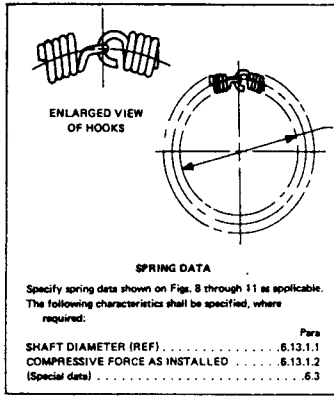 ENLARGED VIEW
OF HOOKS
SPRING DATA
Specify spring data shown on Figs. 8 through 11 as applicable.
The following characteristics shall be specified, where
required:
Para
SHAFT DIAMETER (REF) . . . . . . . . . . . . . . . . .6.13.1.1
COMPRESSIVE FORCE AS INSTALLED . . . . . . .6.13.1.2
(Special data) . . . . . . . . . . . . . . . . . . . . . . . . . 6.3